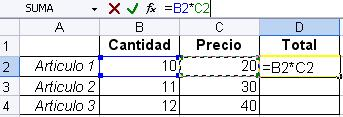 SUMA =B2*C2
A B C D
1 Cantidad Precio Total
2 Articulo 1 10 20 =B2*C2
3 Articulo 2 11 30
4 Articulo 3 12 40